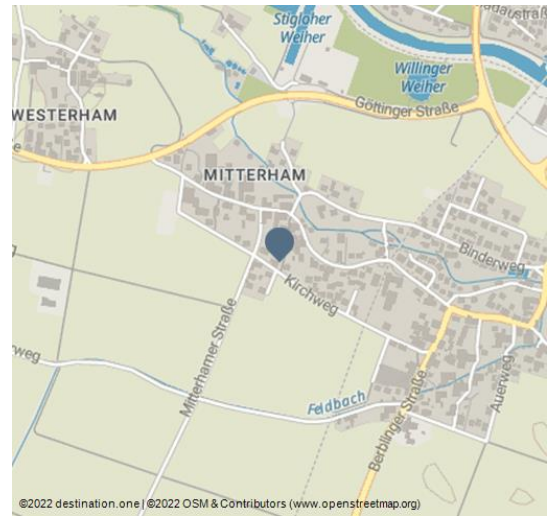 Stigloher
Weiher
Willinger
Weiher
Göttinger Straße
WESTERHAM
MITTERHAM
Binderweg
Kirchweg
Mitterhamer Straße
Feldbach
Berblinger Straße
Auerweg
©2022 destination.one | ©2022 OSM & Contributors (www.openstreetmap.org)